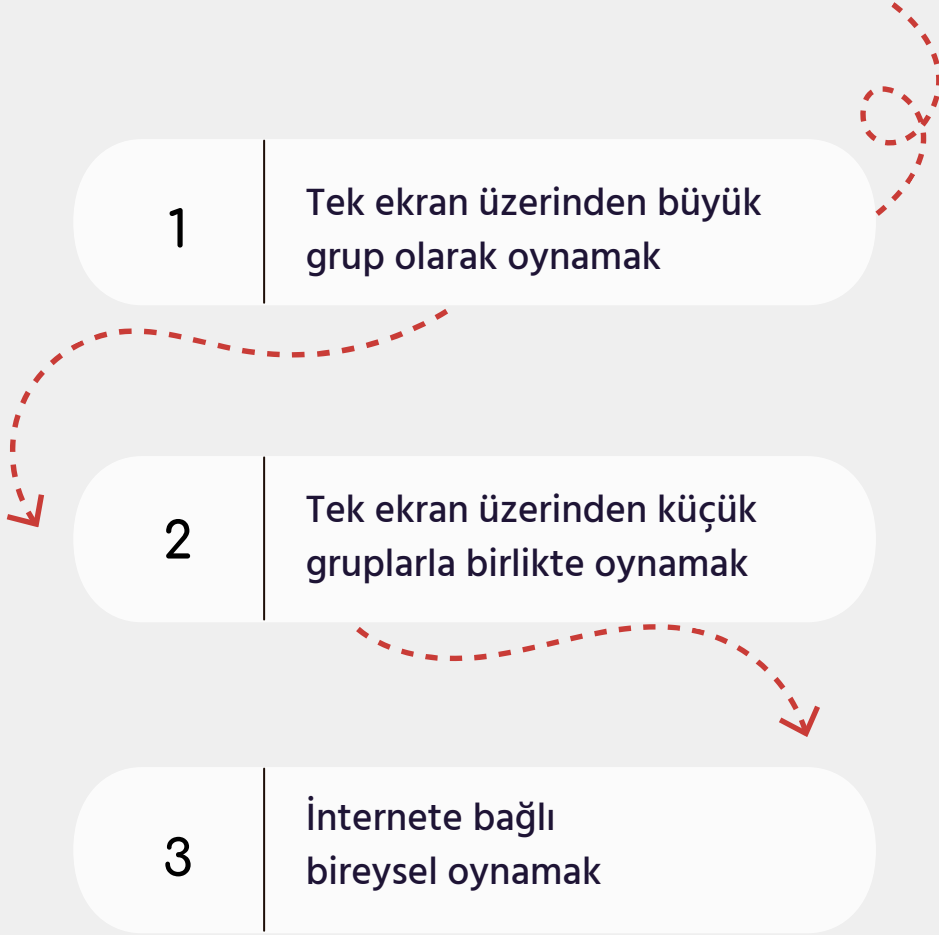 1
Tek ekran üzerinden büyük
grup olarak oynamak
2
Tek ekran üzerinden küçük
gruplarla birlikte oynamak
3
İnternete bağlı
bireysel oynamak